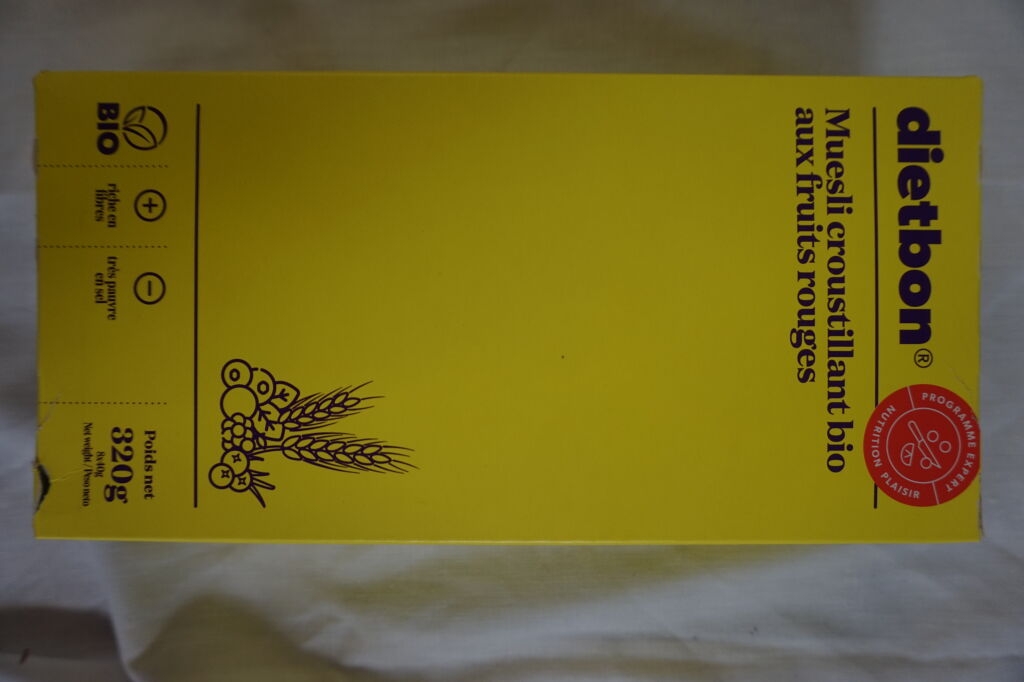 dietbon®
Muesli croustillant bio
aux fruits rouges
PROGRAMME EXPERT
NUTRITION PLAISIR
BIO
riche en
fibres
très pauvre
en sel
Poids net
320g
8x40g
Net weight / Peso neto